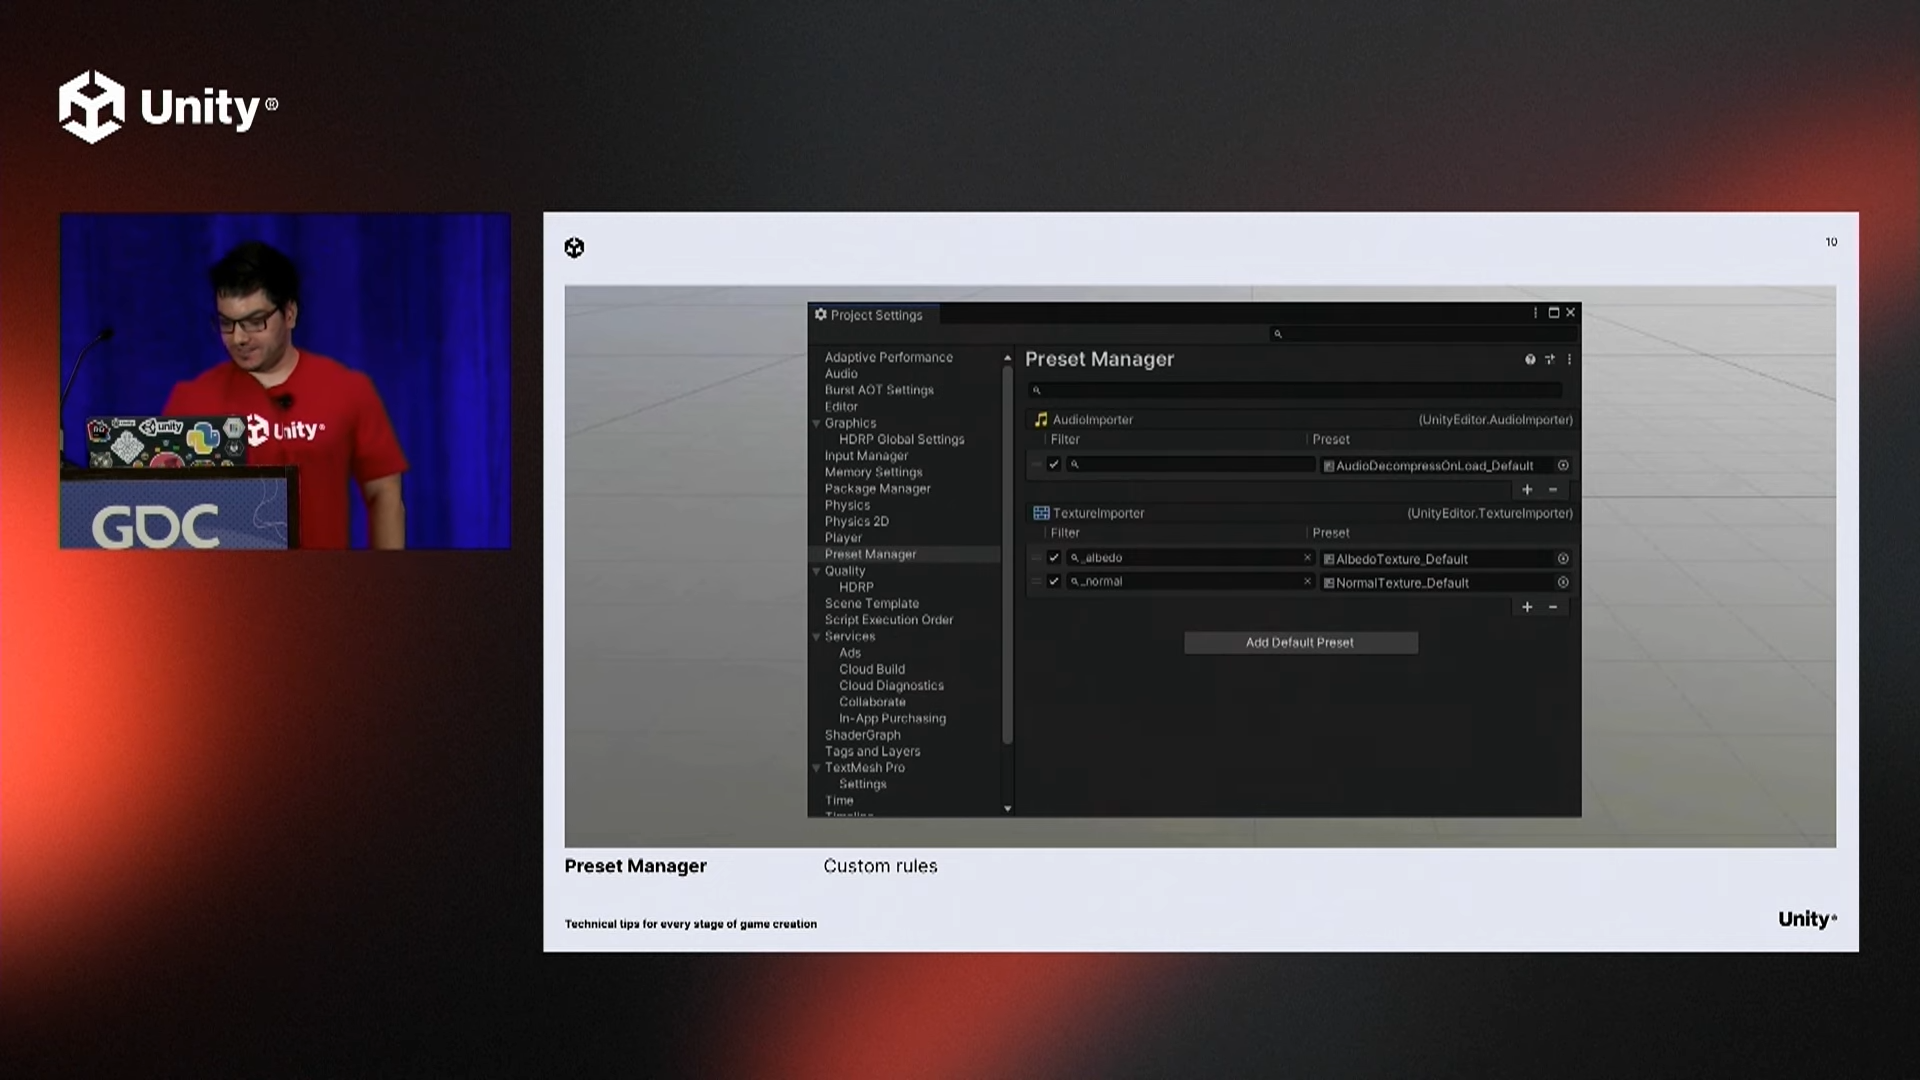 Unity®
unity
Unity®
GDC
10
Project Settings
Adaptive Performance
Audio
Burst AOT Settings
Editor
Graphics
HDRP Global Settings
Input Manager
Memory Settings
Package Manager
Physics
Physics 2D
Player
Preset Manager
Quality
HDRP
Scene Template
Script Execution Order
Services
Ads
Cloud Build
Cloud Diagnostics
Collaborate
In-App Purchasing
ShaderGraph
Tags and Layers
TextMesh Pro
Settings
Time
Timeline
Preset Manager
AudioImporter (UnityEditor.AudioImporter)
Filter Preset
AudioDecompressOnLoad_Default
+ −
TextureImporter (UnityEditor.TextureImporter)
Filter Preset
_albedo AlbedoTexture_Default
_normal NormalTexture_Default
+ −
Add Default Preset
Preset Manager Custom rules
Technical tips for every stage of game creation
Unity®